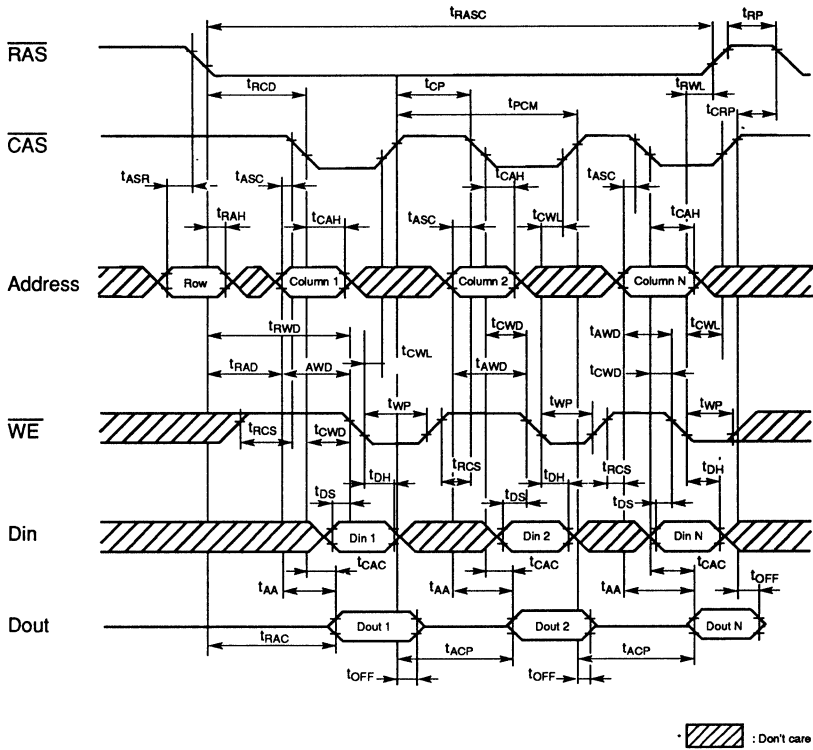 tRASC
tRP
RAS
tRCD
tCP
tRWL
tPCM
tCRP
CAS
tASR
tASC
tCAH
tASC
tRAH
tCAH
tASC
tCWL
tCAH
Address
Row
Column 1
Column 2
Column N
tRWD
tCWD
tAWD
tCWL
tCWL
tRAD
AWD
tAWD
tCWD
tWP
tWP
tWP
WE
tRCS
tCWD
tRCS
tRCS
tDH
tDH
tDH
tDS
tDS
tDS
Din
Din 1
Din 2
Din N
tCAC
tCAC
tCAC
tAA
tAA
tAA
tOFF
Dout
Dout 1
Dout 2
Dout N
tRAC
tACP
tACP
tOFF
tOFF
* : Don't care